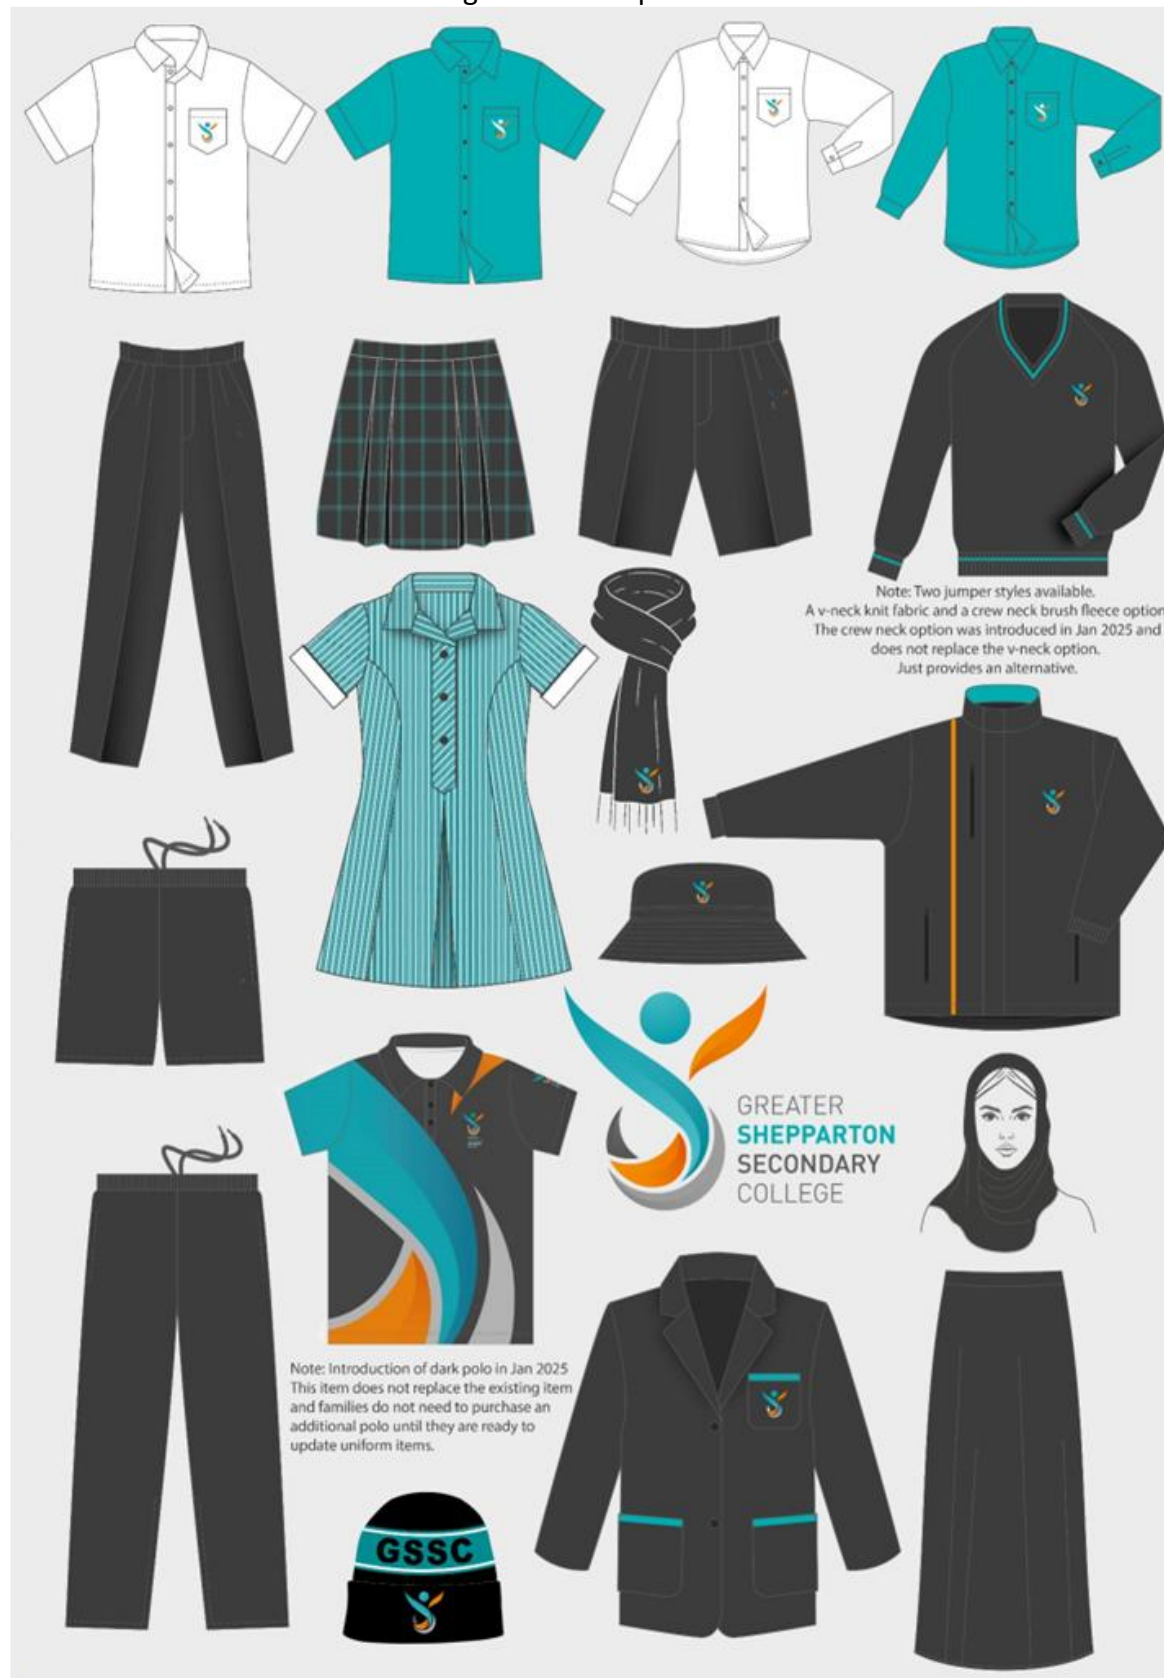 Note: Two jumper styles available.
A v-neck knit fabric and a crew neck brush fleece option
The crew neck option was introduced in Jan 2025 and
does not replace the v-neck option.
Just provides an alternative.
GREATER
SHEPPARTON
SECONDARY
COLLEGE
Note: Introduction of dark polo in Jan 2025
This item does not replace the existing item
and families do not need to purchase an
additional polo until they are ready to
update uniform items.
GSSC